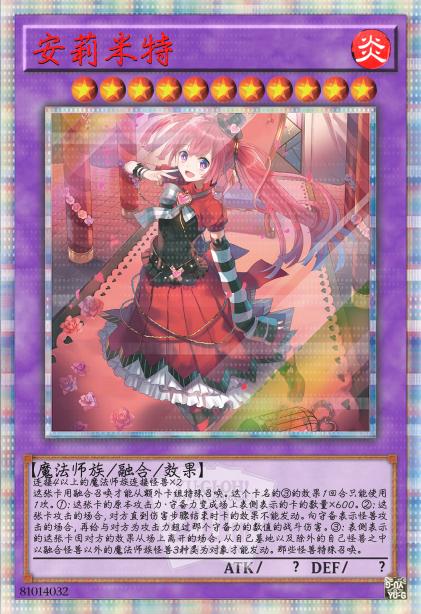 安莉米特
炎
【魔法师族/融合/效果】
连接4以上的魔法师族连接怪兽×2
这张卡用融合召唤才能从额外卡组特殊召唤。这个卡名的③的效果1回合只能使用
1次。①:这张卡的原本攻击力·守备力变成场上表侧表示的卡的数量×600。②:这
张卡攻击的场合,对方直到伤害步骤结束时卡的效果不能发动。向守备表示怪兽攻
击的场合,再给与对方为攻击力超过那个守备力的数值的战斗伤害。③:表侧表示
的这张卡因对方的效果从场上离开的场合,从自己墓地以及除外的自己怪兽之中
以融合怪兽以外的魔法师族怪兽3种类为对象才能发动。那些怪兽特殊召唤。
ATK/ ? DEF/ ?
81014032